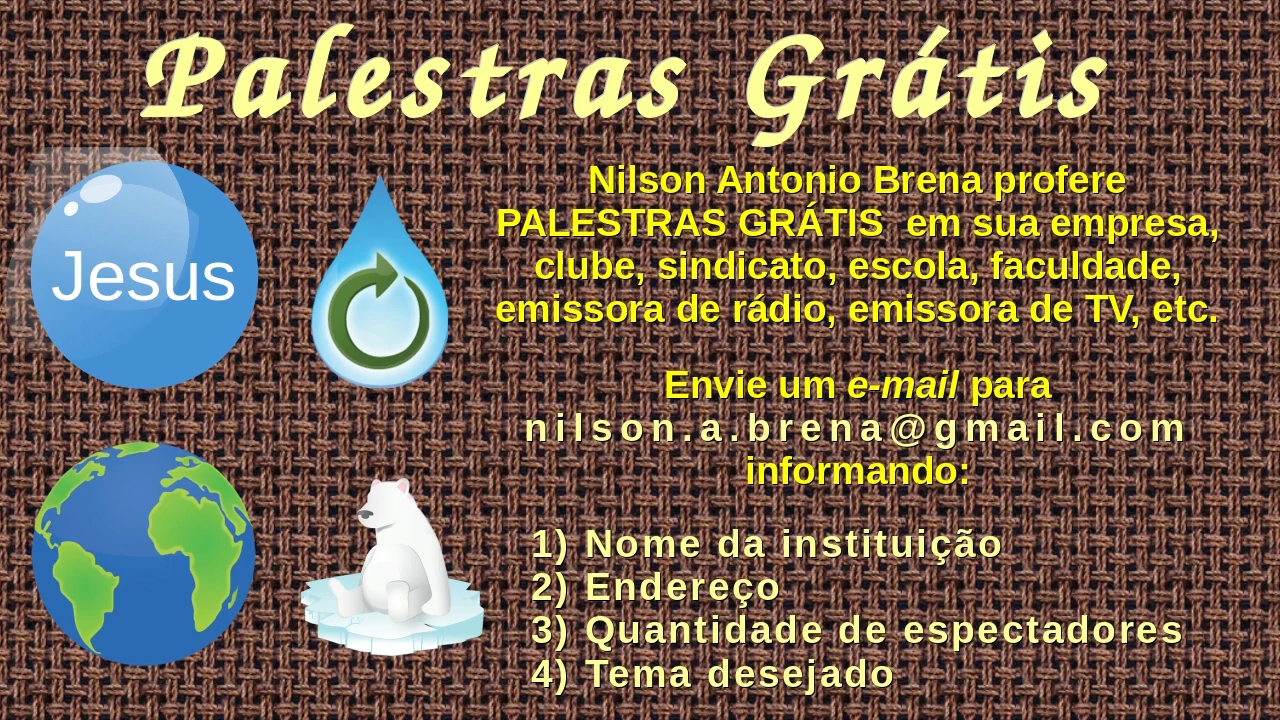 Palestras Grátis
Jesus
Nilson Antonio Brena profere
PALESTRAS GRÁTIS em sua empresa,
clube, sindicato, escola, faculdade,
emissora de rádio, emissora de TV, etc.
Envie um e-mail para
nilson.a.brena@gmail.com
informando:
1) Nome da instituição
2) Endereço
3) Quantidade de espectadores
4) Tema desejado